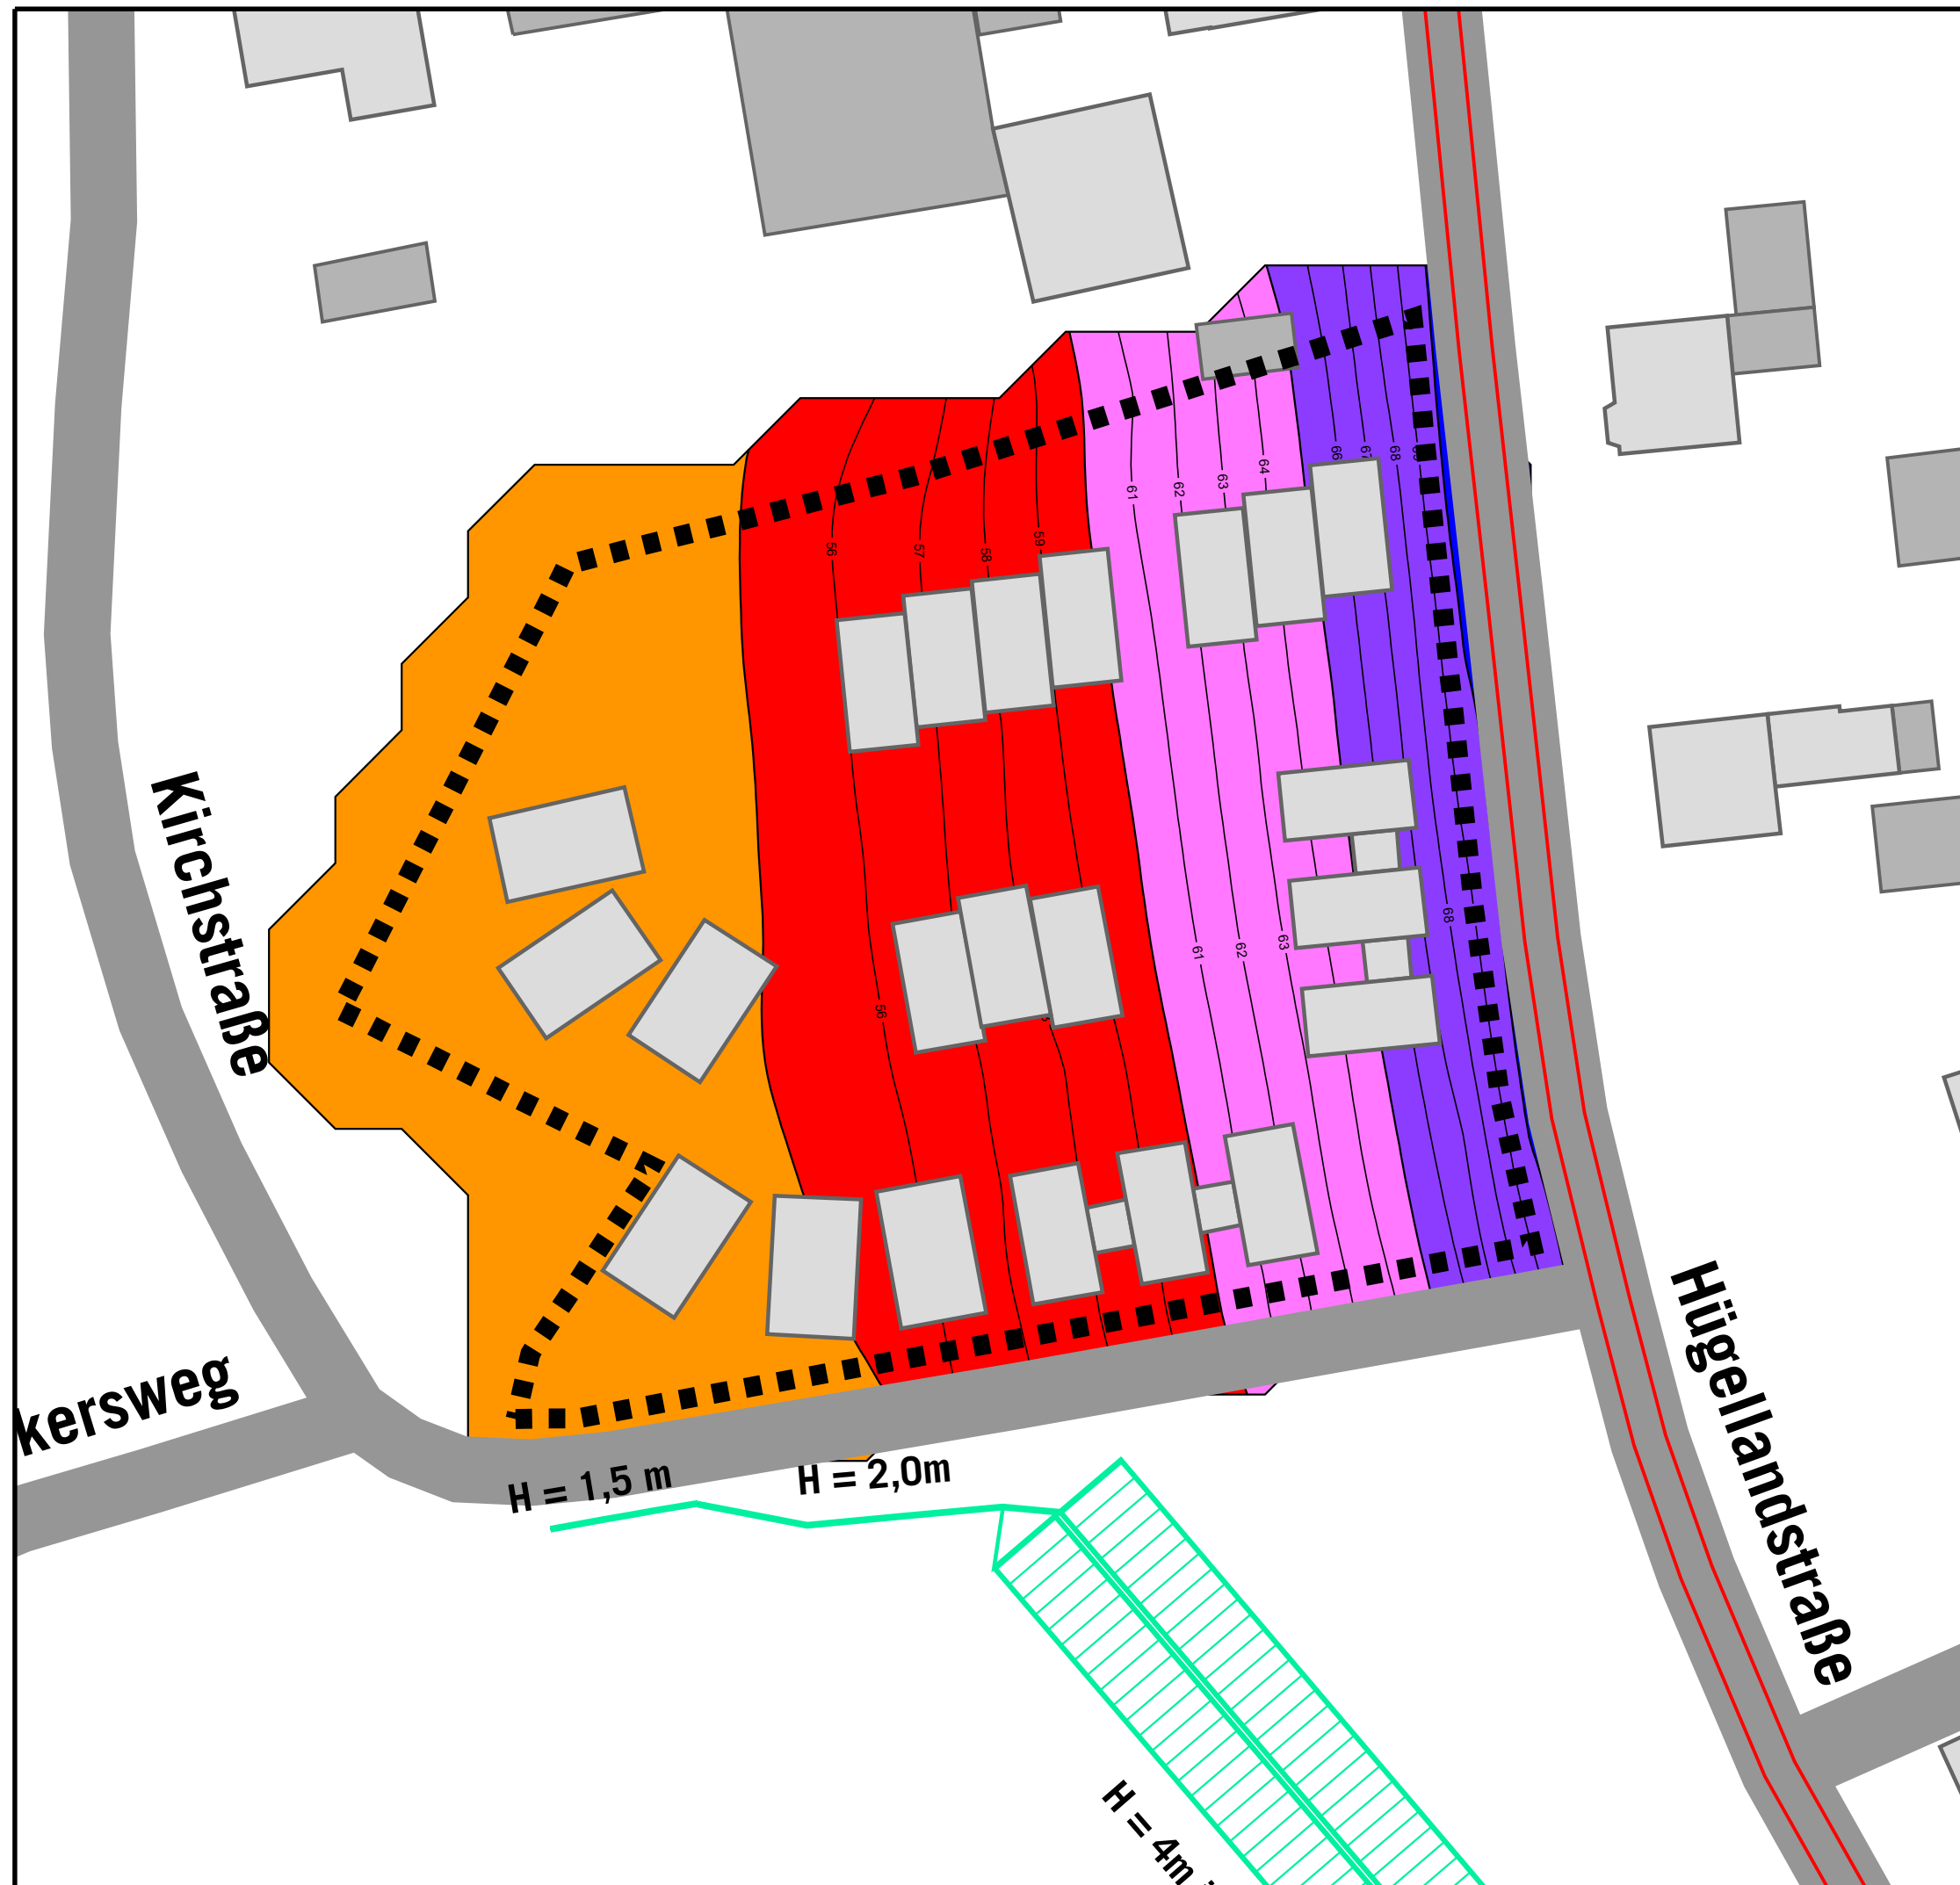 66
68
64
63
62
61
59
58
57
56
68
63
62
61
56
Kirchstraße
kersweg
H = 1,5 m
H = 2,0m
Hügellandstraße
H = 4m